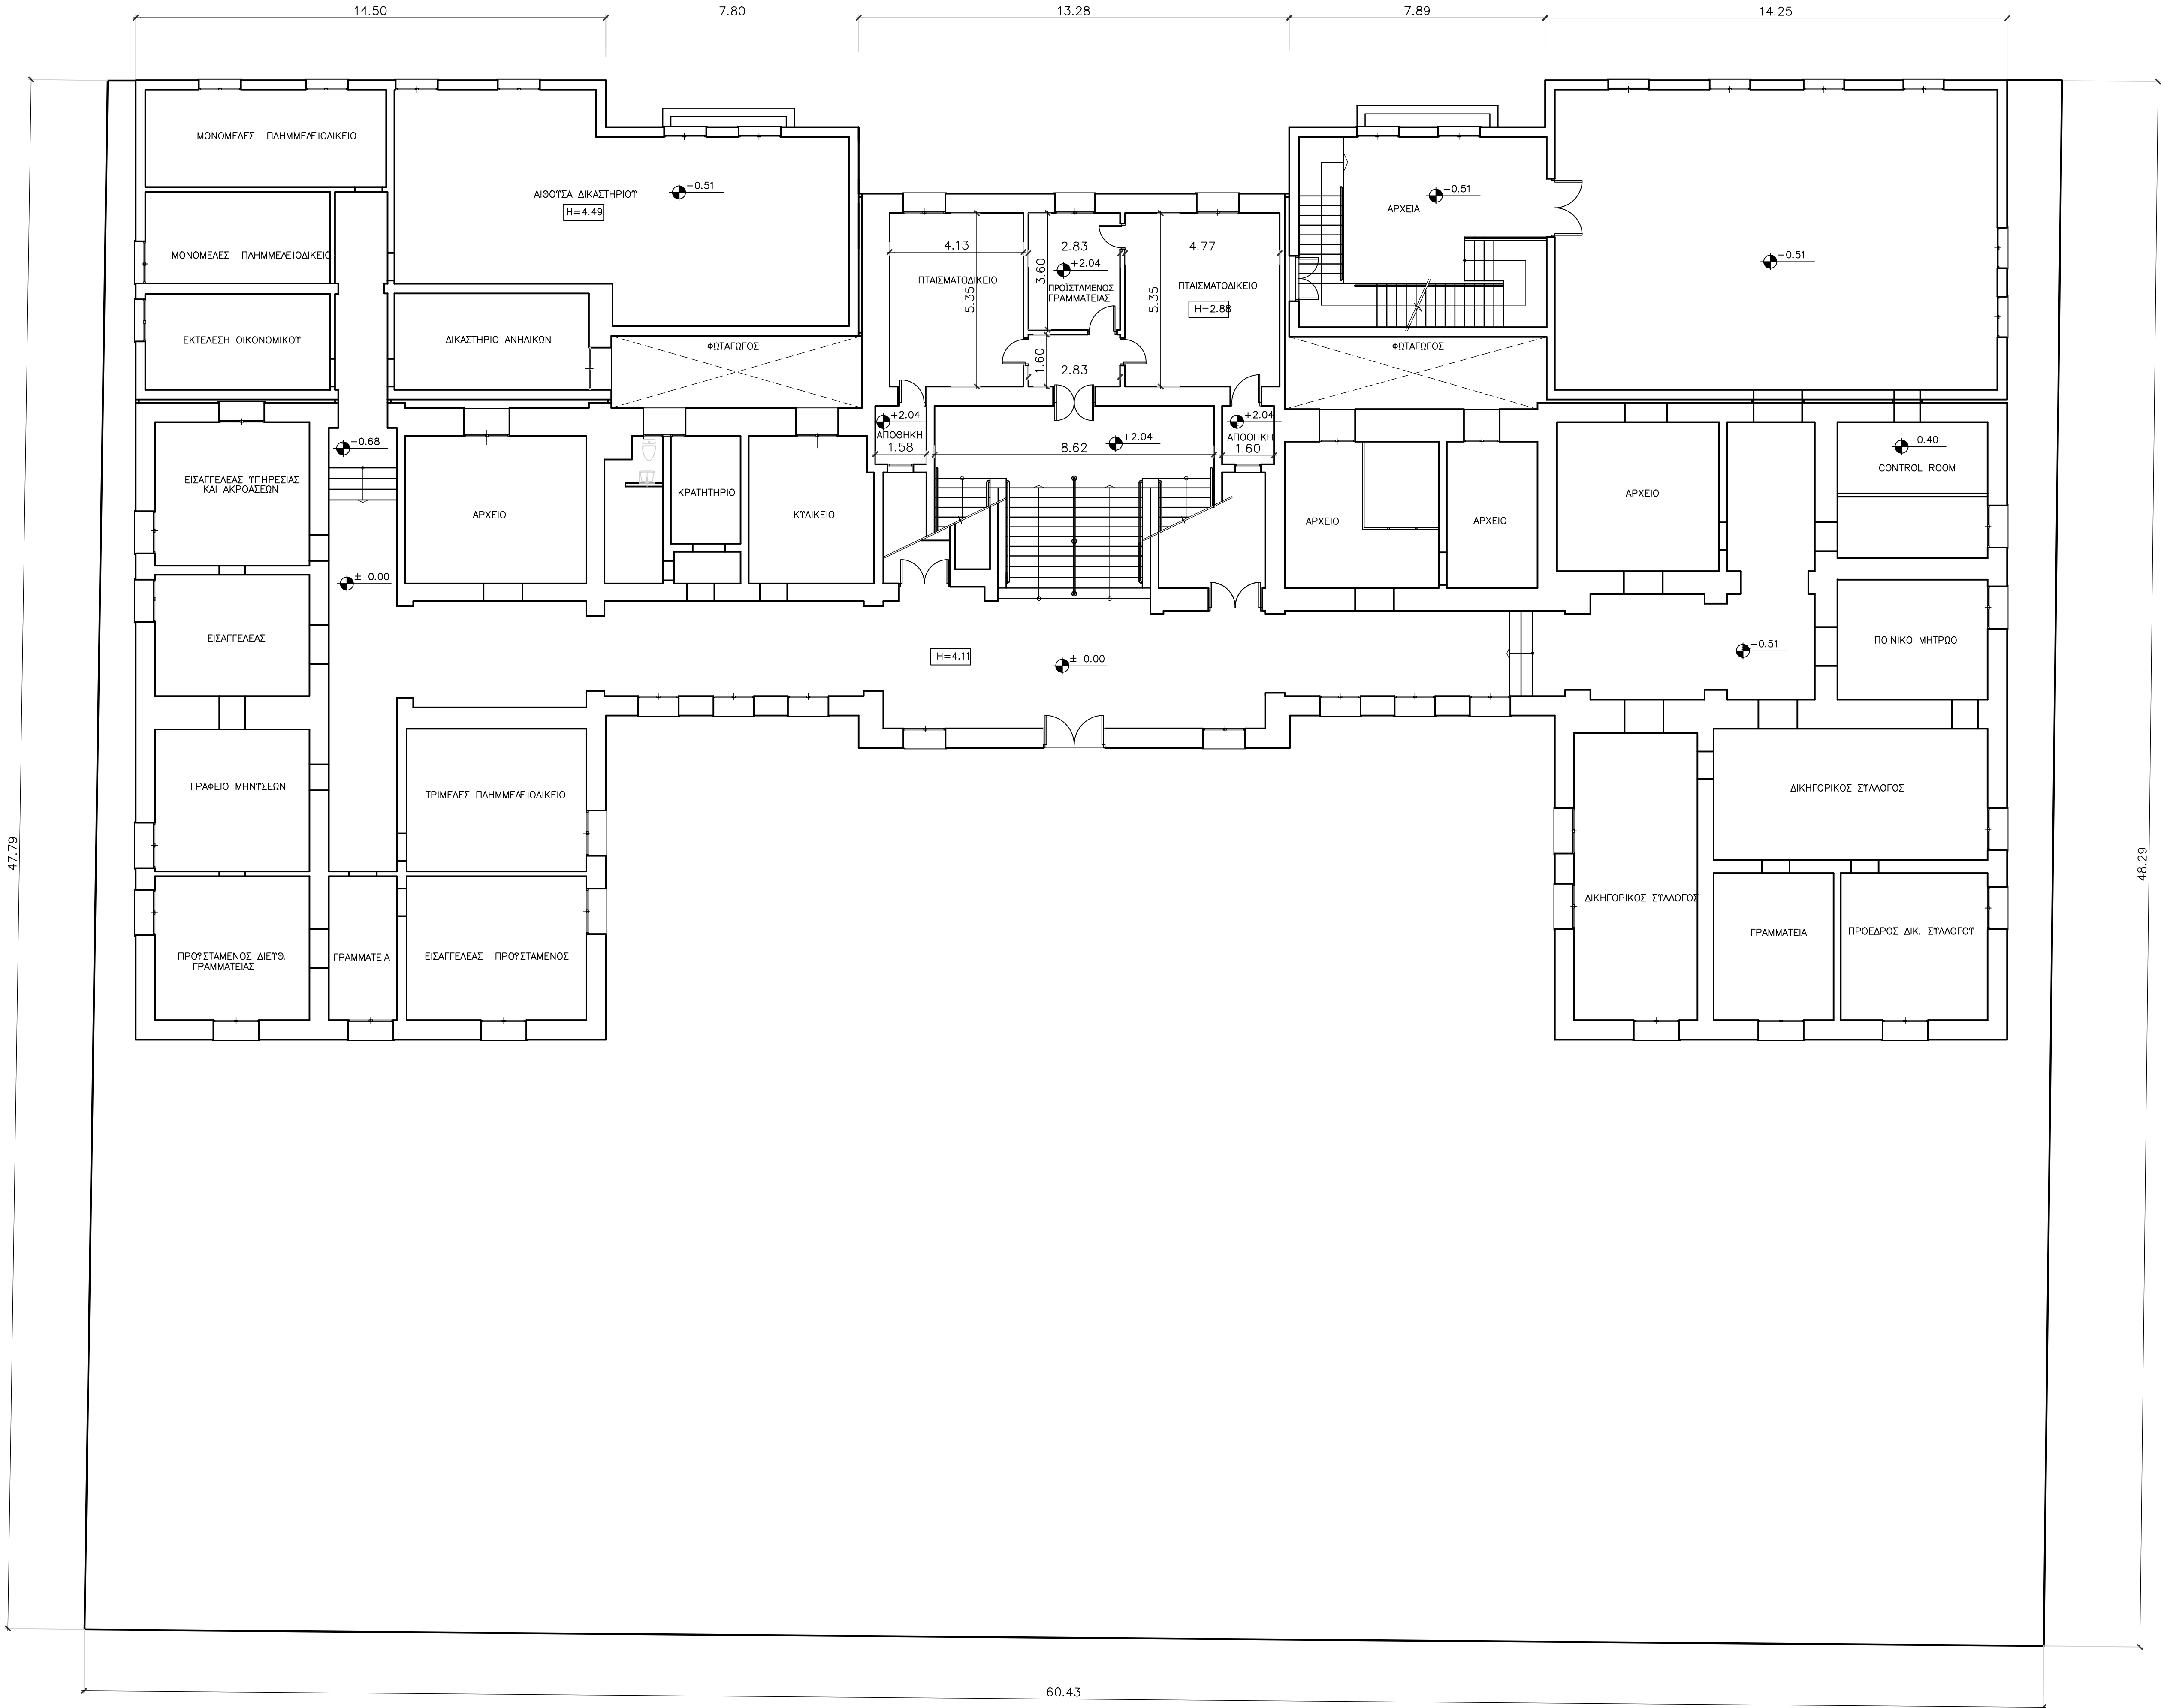 14.50
7.80
13.28
7.89
14.25
ΜΟΝΟΜΕΛΕΣ ΠΛΗΜΜΕΛΕΙΟΔΙΚΕΙΟ
ΑΙΘΟΥΣΑ ΔΙΚΑΣΤΗΡΙΟΥ
H=4.49
-0.51
ΑΡΧΕΙΑ
-0.51
-0.51
ΜΟΝΟΜΕΛΕΣ ΠΛΗΜΜΕΛΕΙΟΔΙΚΕΙΟ
4.13
2.83
4.77
+2.04
3.60
ΠΤΑΙΣΜΑΤΟΔΙΚΕΙΟ
5.35
ΠΡΟΪΣΤΑΜΕΝΟΣ
ΓΡΑΜΜΑΤΕΙΑΣ
5.35
ΠΤΑΙΣΜΑΤΟΔΙΚΕΙΟ
H=2.88
ΕΚΤΕΛΕΣΗ ΟΙΚΟΝΟΜΙΚΟΥ
ΔΙΚΑΣΤΗΡΙΟ ΑΝΗΛΙΚΩΝ
ΦΩΤΑΓΩΓΟΣ
1.60
2.83
ΦΩΤΑΓΩΓΟΣ
+2.04
ΑΠΟΘΗΚΗ
1.58
+2.04
8.62
+2.04
ΑΠΟΘΗΚΗ
1.60
-0.68
-0.40
CONTROL ROOM
ΕΙΣΑΓΓΕΛΕΑΣ ΥΠΗΡΕΣΙΑΣ
ΚΑΙ ΑΚΡΟΑΣΕΩΝ
ΑΡΧΕΙΟ
ΚΡΑΤΗΤΗΡΙΟ
ΚΥΛΙΚΕΙΟ
ΑΡΧΕΙΟ
ΑΡΧΕΙΟ
ΑΡΧΕΙΟ
± 0.00
ΕΙΣΑΓΓΕΛΕΑΣ
H=4.11
± 0.00
-0.51
ΠΟΙΝΙΚΟ ΜΗΤΡΩΟ
ΓΡΑΦΕΙΟ ΜΗΝΥΣΕΩΝ
ΤΡΙΜΕΛΕΣ ΠΛΗΜΜΕΛΕΙΟΔΙΚΕΙΟ
ΔΙΚΗΓΟΡΙΚΟΣ ΣΥΛΛΟΓΟΣ
47.79
48.29
ΔΙΚΗΓΟΡΙΚΟΣ ΣΥΛΛΟΓΟΣ
ΠΡΟ?ΣΤΑΜΕΝΟΣ ΔΙΕΥΘ.
ΓΡΑΜΜΑΤΕΙΑΣ
ΓΡΑΜΜΑΤΕΙΑ
ΕΙΣΑΓΓΕΛΕΑΣ ΠΡΟ?ΣΤΑΜΕΝΟΣ
ΓΡΑΜΜΑΤΕΙΑ
ΠΡΟΕΔΡΟΣ ΔΙΚ. ΣΥΛΛΟΓΟΥ
60.43